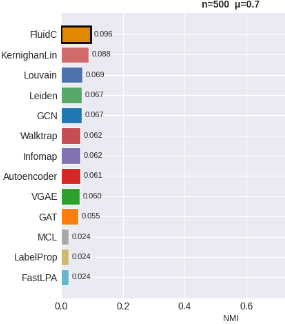 n=500 μ=0.7
FluidC 0.096
KernighanLin 0.088
Louvain 0.069
Leiden 0.067
GCN 0.067
Walktrap 0.062
Infomap 0.062
Autoencoder 0.061
VGAE 0.060
GAT 0.055
MCL 0.024
LabelProp 0.024
FastLPA 0.024
0.0 0.2 0.4 0.6
NMI